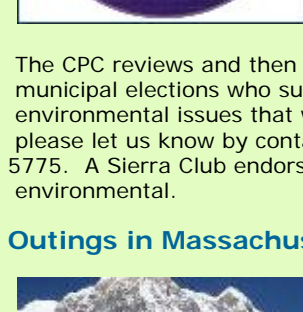 The CPC reviews and then
municipal elections who su
environmental issues that
please let us know by conta
5775. A Sierra Club endors
environmental.
Outings in Massachus